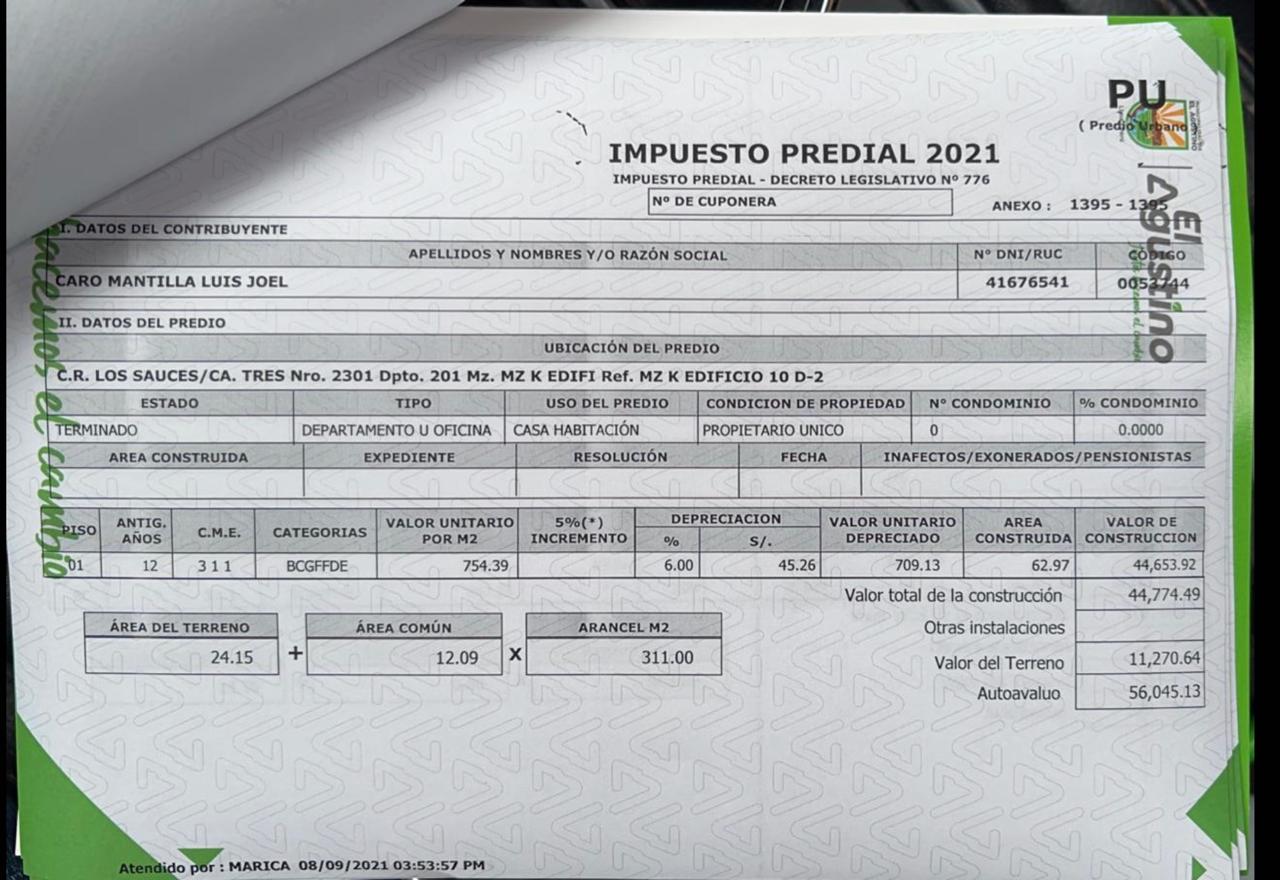 PU
( Predio Urbano
IMPUESTO PREDIAL 2021
IMPUESTO PREDIAL - DECRETO LEGISLATIVO Nº 776
Nº DE CUPONERA
ANEXO : 1395 - 1395
El Agustino
I. DATOS DEL CONTRIBUYENTE
APELLIDOS Y NOMBRES Y/O RAZÓN SOCIAL Nº DNI/RUC CÓDIGO
CARO MANTILLA LUIS JOEL 41676541 0053744
II. DATOS DEL PREDIO
UBICACIÓN DEL PREDIO
C.R. LOS SAUCES/CA. TRES Nro. 2301 Dpto. 201 Mz. MZ K EDIFI Ref. MZ K EDIFICIO 10 D-2
ESTADO TIPO USO DEL PREDIO CONDICION DE PROPIEDAD Nº CONDOMINIO % CONDOMINIO
TERMINADO DEPARTAMENTO U OFICINA CASA HABITACIÓN PROPIETARIO UNICO 0 0.0000
AREA CONSTRUIDA EXPEDIENTE RESOLUCIÓN FECHA INAFECTOS/EXONERADOS/PENSIONISTAS
PISO ANTIG. AÑOS C.M.E. CATEGORIAS VALOR UNITARIO POR M2 5%(*) INCREMENTO DEPRECIACION % S/. VALOR UNITARIO DEPRECIADO AREA CONSTRUIDA VALOR DE CONSTRUCCION
01 12 3 1 1 BCGFFDE 754.39 6.00 45.26 709.13 62.97 44,653.92
Valor total de la construcción 44,774.49
Otras instalaciones
ÁREA DEL TERRENO ÁREA COMÚN ARANCEL M2
24.15 + 12.09 x 311.00
Valor del Terreno 11,270.64
Autoavaluo 56,045.13
el cambio
Atendido por : MARICA 08/09/2021 03:53:57 PM